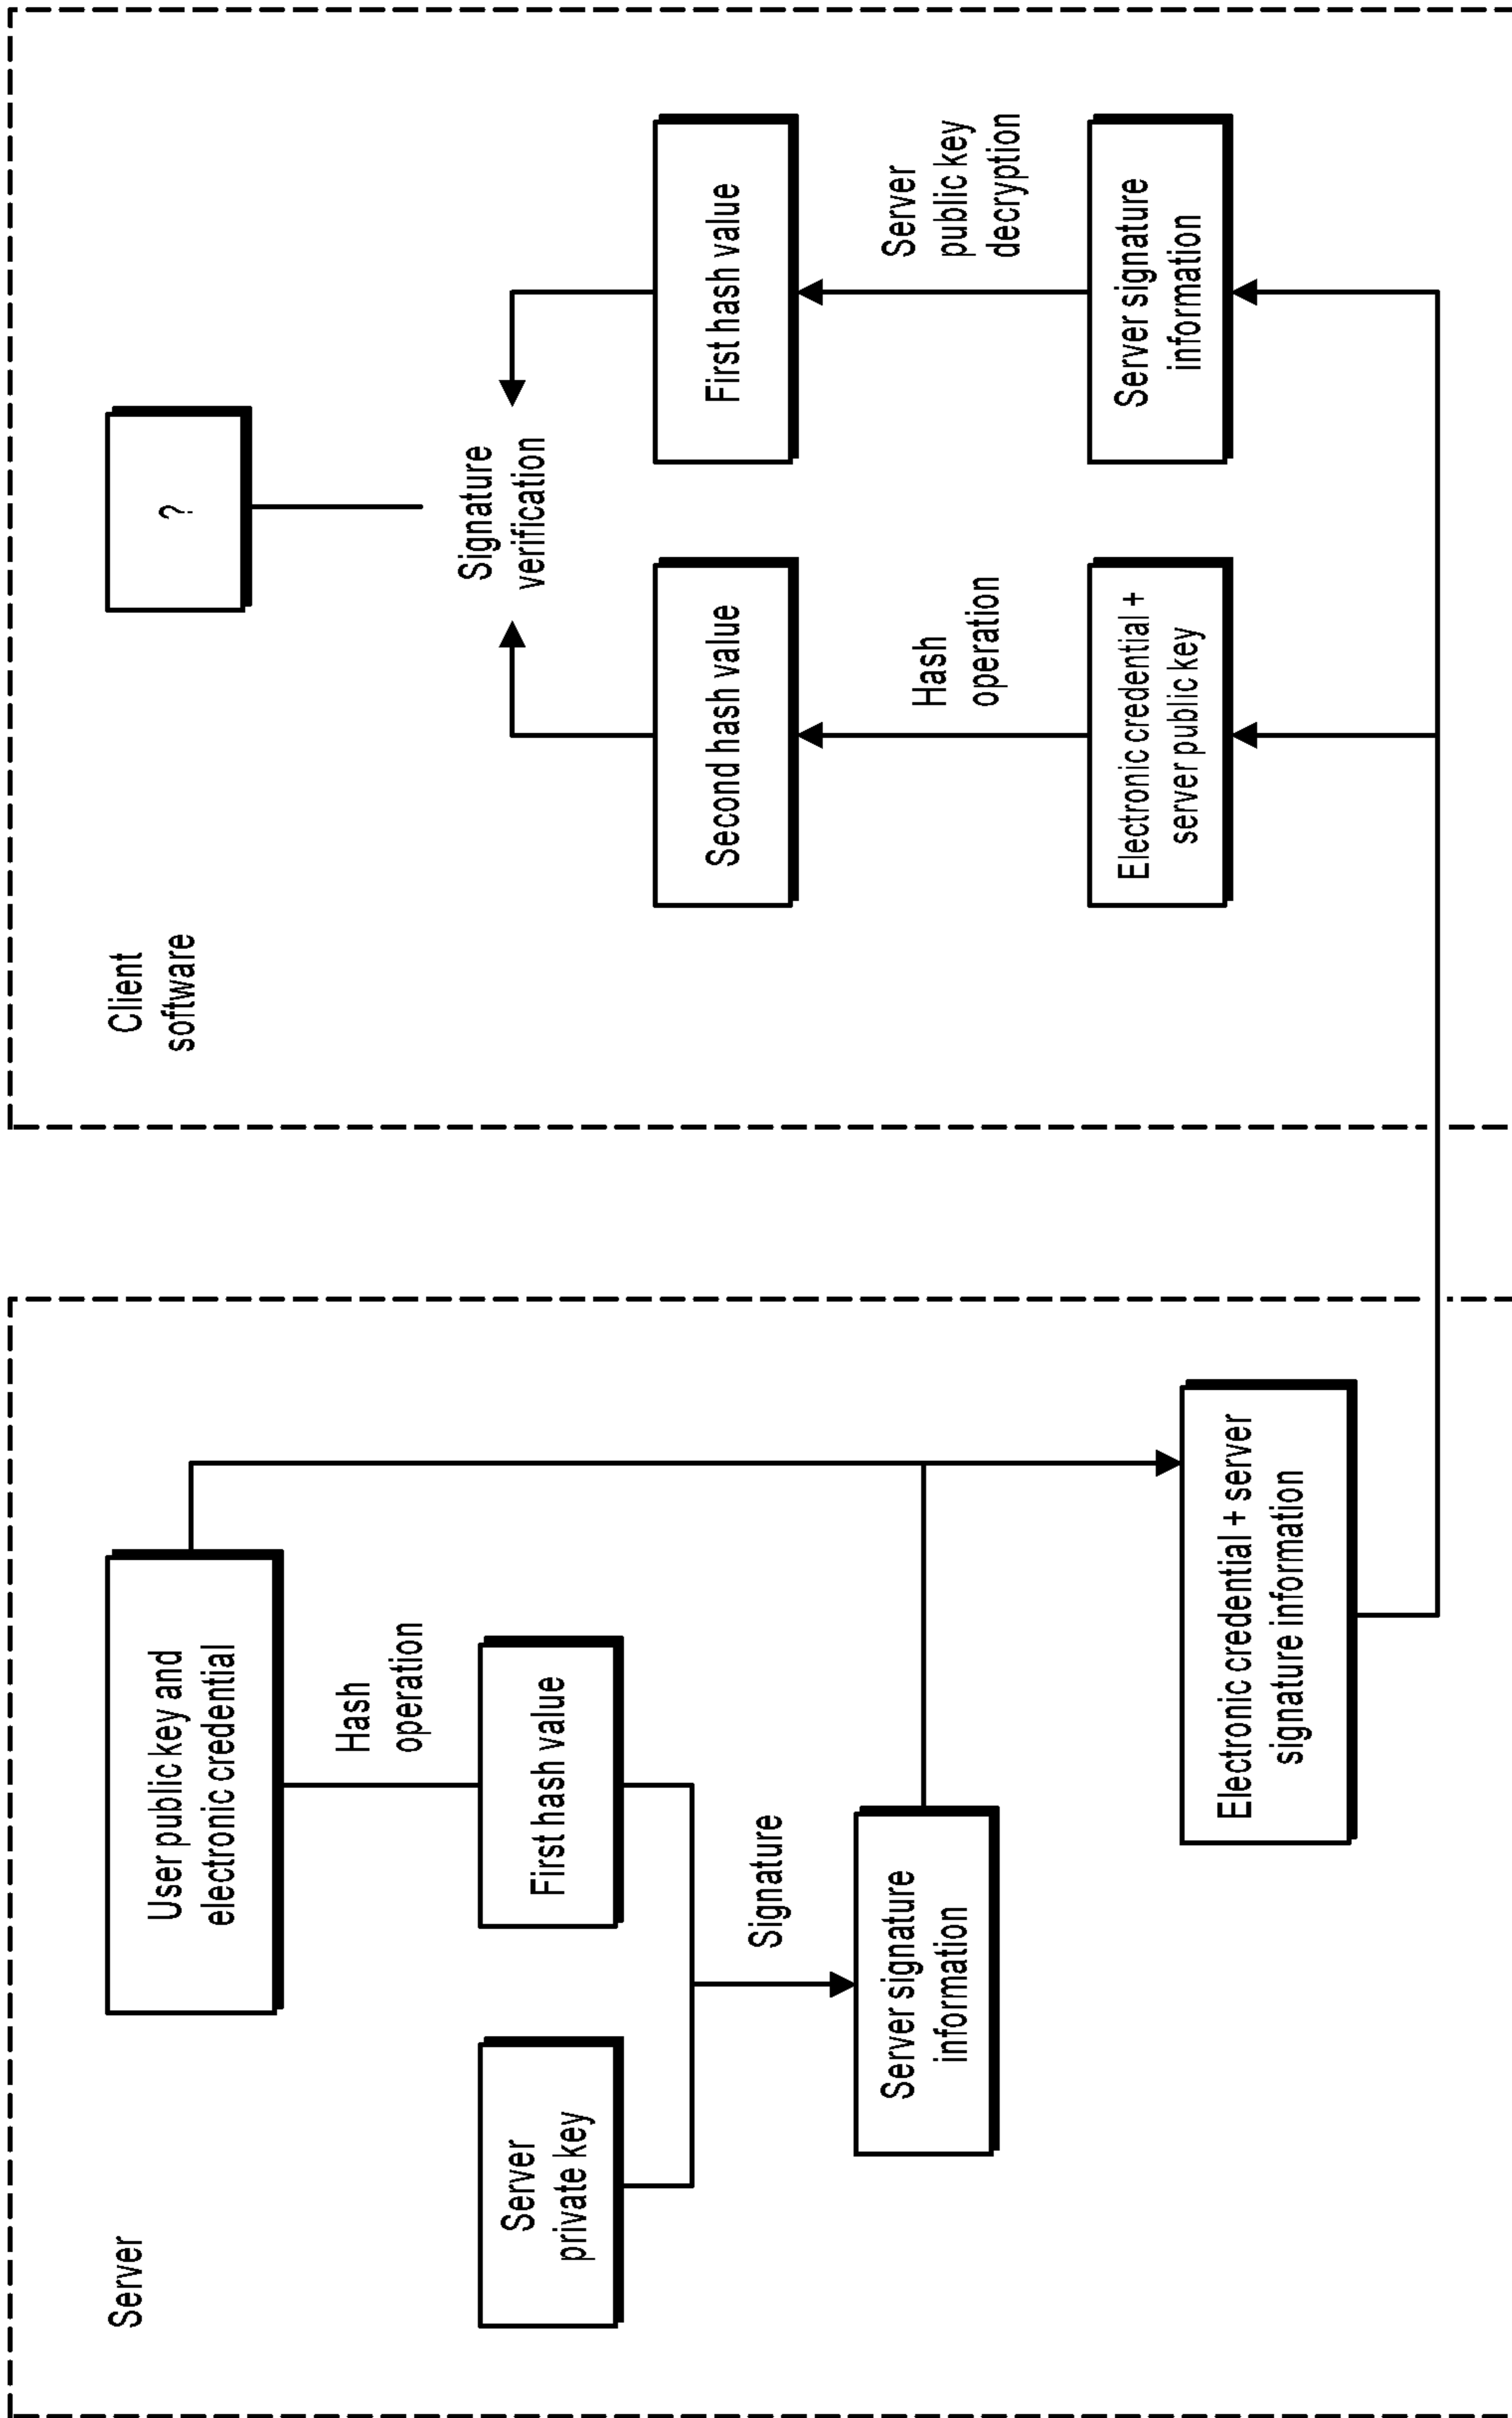 Server
User public key and
electronic credential
Hash
operation
Server
private key
First hash value
Signature
Server signature
information
Electronic credential + server
signature information
Client
software
?
Signature
verification
Second hash value
First hash value
Hash
operation
Server
public key
decryption
Electronic credential +
server public key
Server signature
information